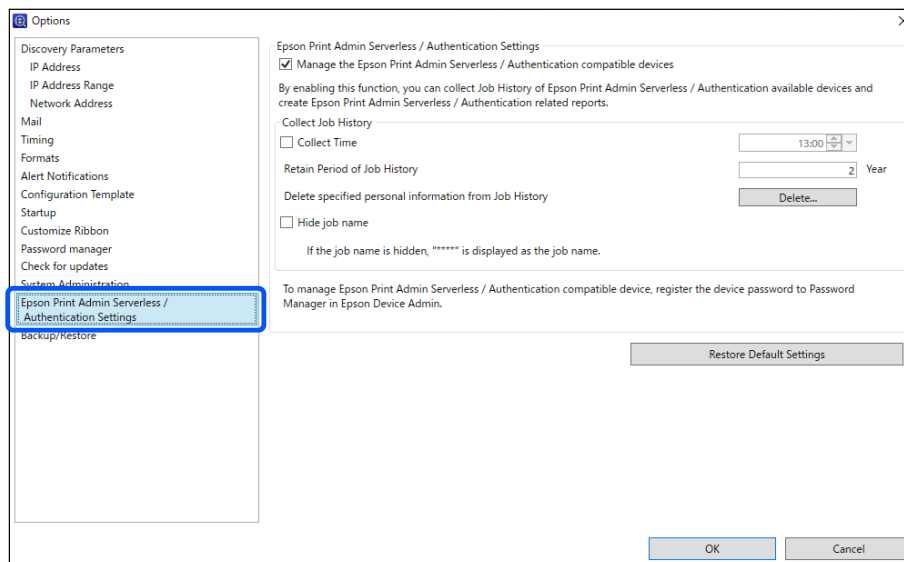 Options
Discovery Parameters
IP Address
IP Address Range
Network Address
Mail
Timing
Formats
Alert Notifications
Configuration Template
Startup
Customize Ribbon
Password manager
Check for updates
System Administration
Epson Print Admin Serverless /
Authentication Settings
Backup/Restore
Epson Print Admin Serverless / Authentication Settings
Manage the Epson Print Admin Serverless / Authentication compatible devices
By enabling this function, you can collect Job History of Epson Print Admin Serverless / Authentication available devices and
create Epson Print Admin Serverless / Authentication related reports.
Collect Job History
Collect Time 13:00
Retain Period of Job History 2 Year
Delete specified personal information from Job History Delete...
Hide job name
If the job name is hidden, "****" is displayed as the job name.
To manage Epson Print Admin Serverless / Authentication compatible device, register the device password to Password
Manager in Epson Device Admin.
Restore Default Settings
OK Cancel